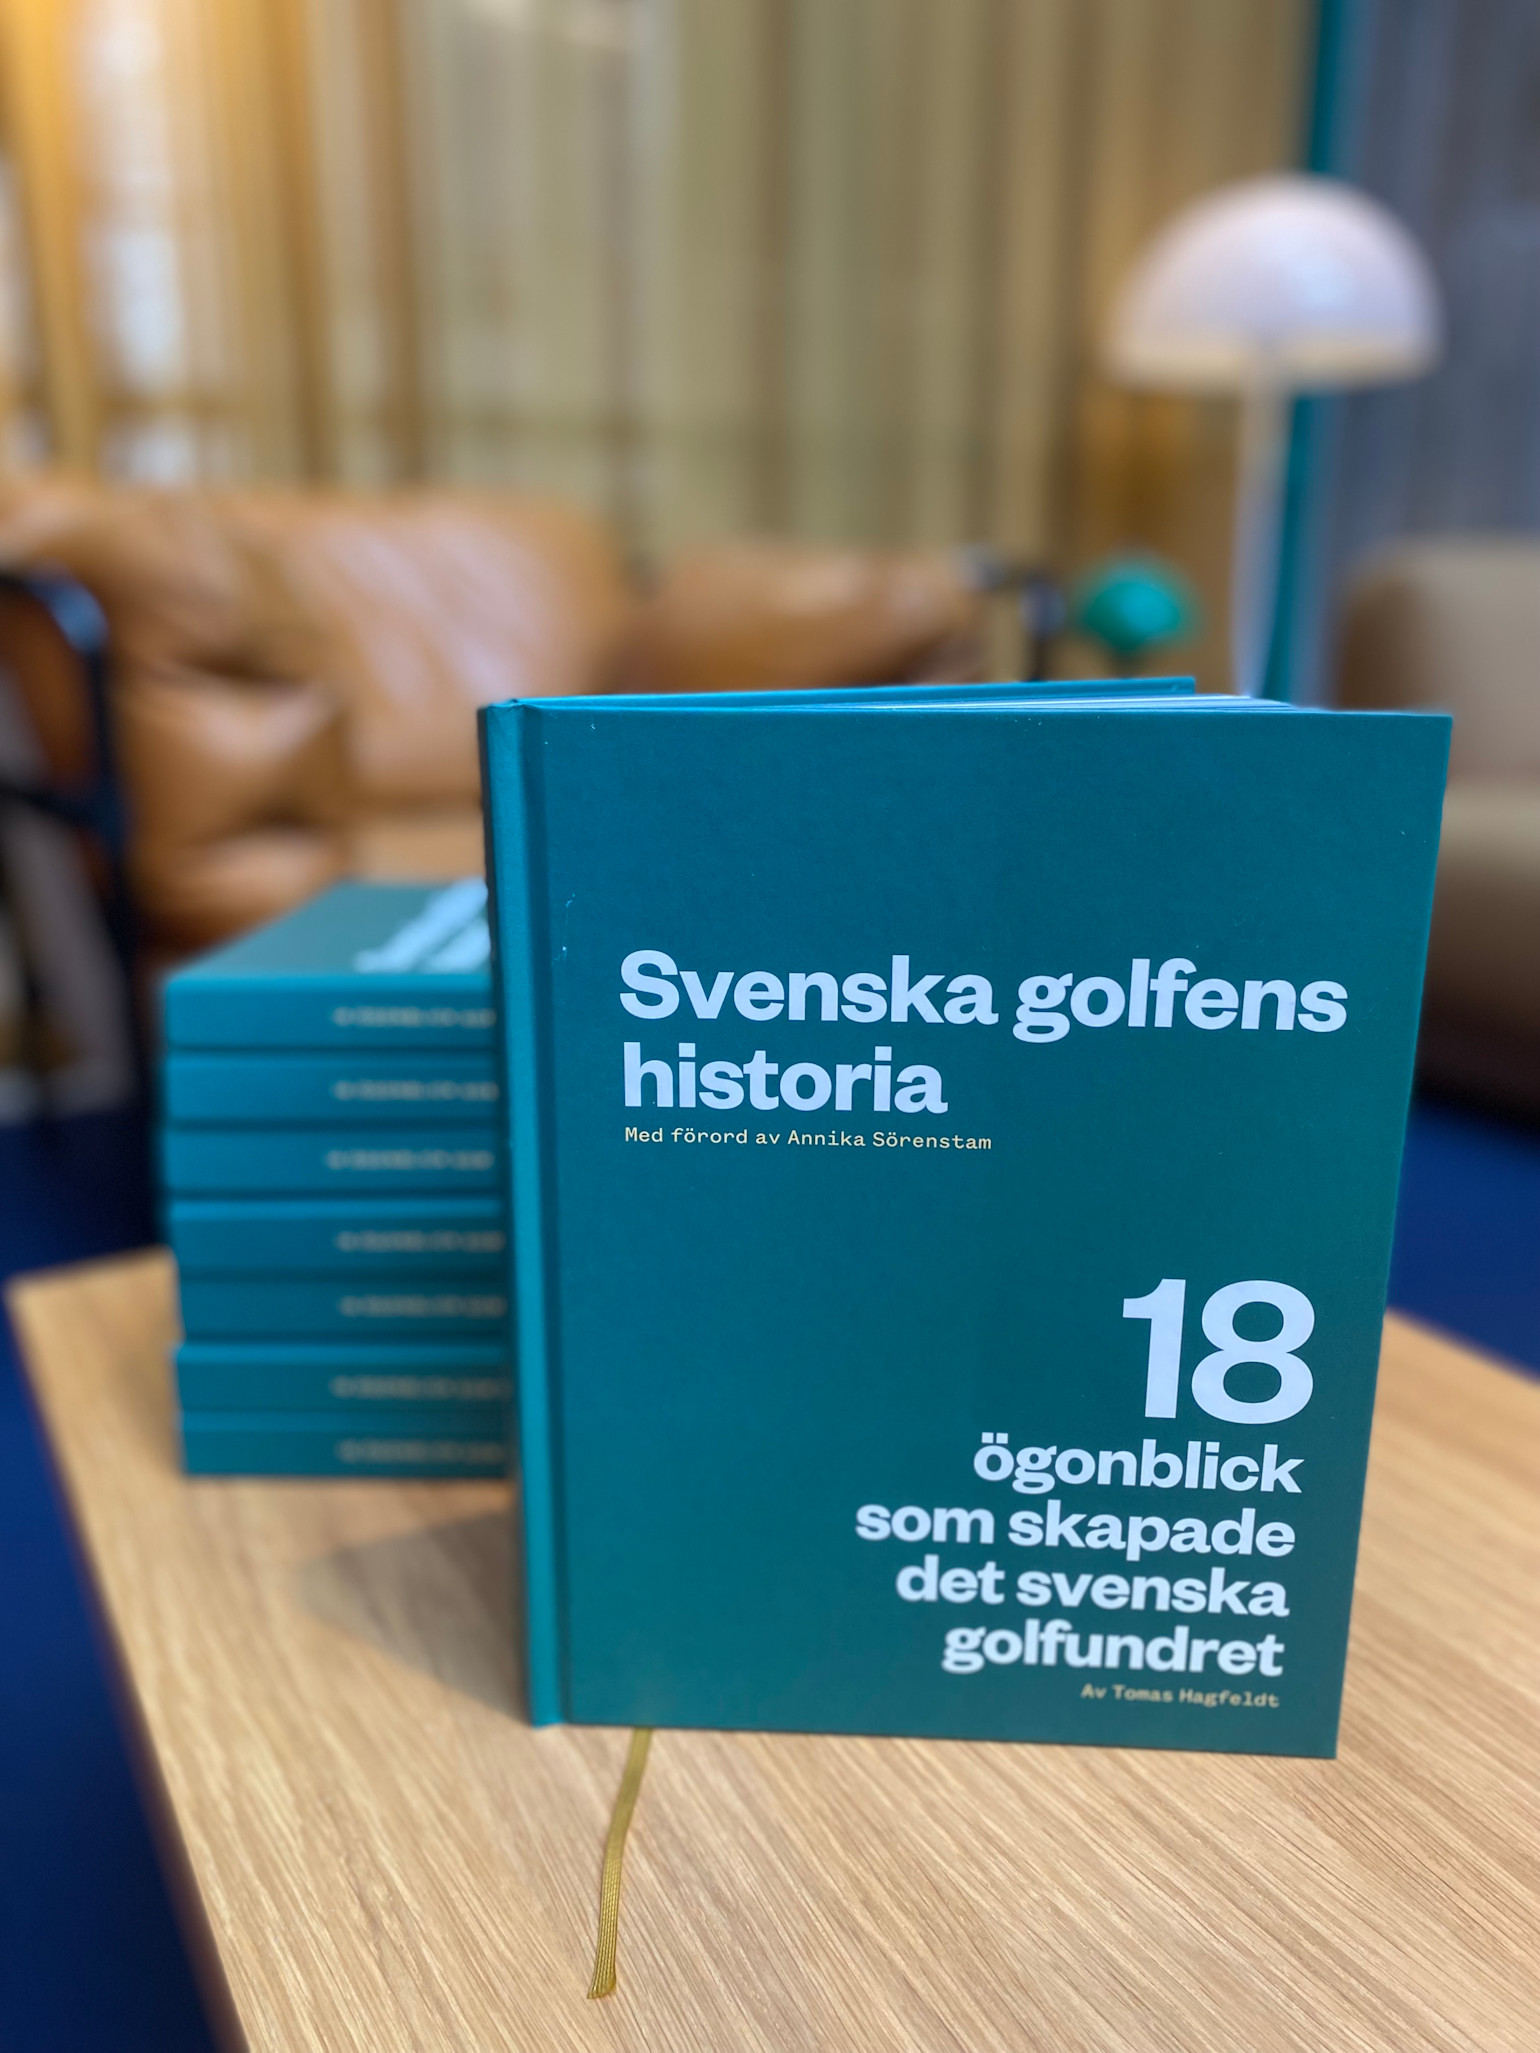 Svenska golfens
historia
Med förord av Annika Sörenstam
18
ögonblick
som skapade
det svenska
golfundret
Av Tomas Hagfeldt